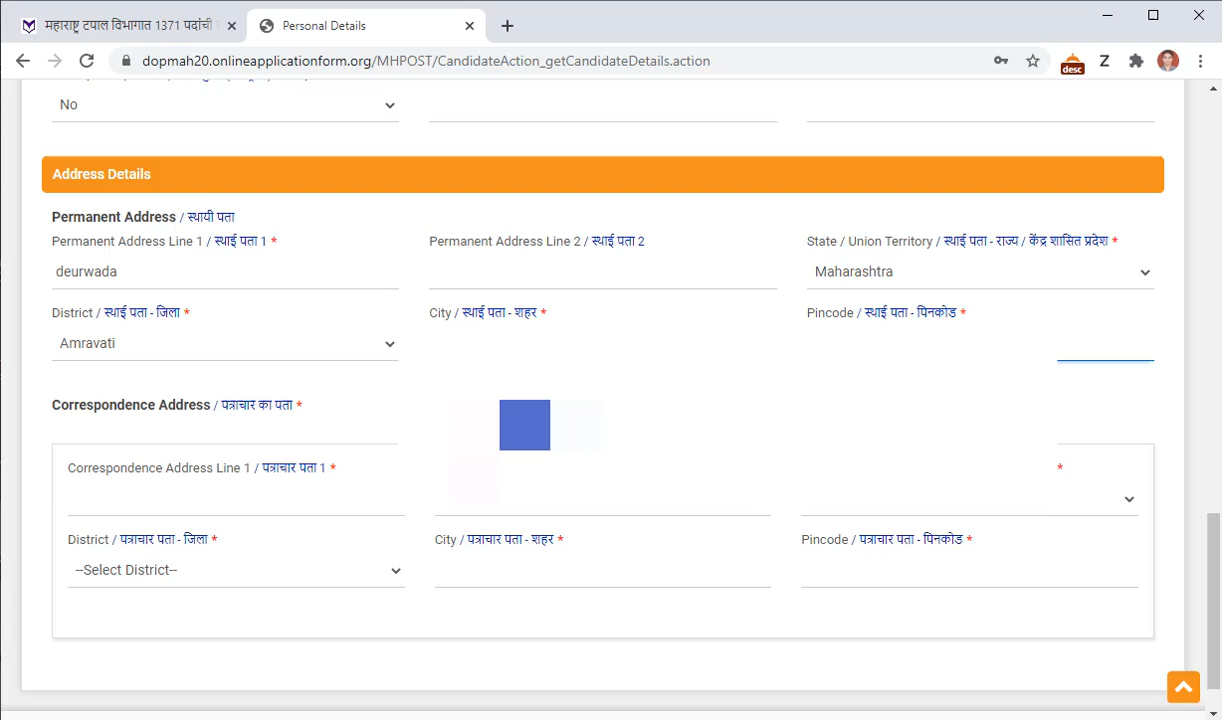 महाराष्ट्र टपाल विभागात 1371 पदांची
Personal Details
dopmah20.onlineapplicationform.org/MHPOST/CandidateAction_getCandidateDetails.action
desc
Z
No
Address Details
Permanent Address / स्थायी पता
Permanent Address Line 1 / स्थाई पता 1 *
Permanent Address Line 2 / स्थाई पता 2
State / Union Territory / स्थाई पता - राज्य / केंद्र शासित प्रदेश *
deurwada
Maharashtra
District / स्थाई पता - जिला *
City / स्थाई पता - शहर *
Pincode / स्थाई पता - पिनकोड *
Amravati
Correspondence Address / पत्राचार का पता *
Correspondence Address Line 1 / पत्राचार पता 1 *
*
District / पत्राचार पता - जिला *
City / पत्राचार पता - शहर *
Pincode / पत्राचार पता - पिनकोड *
--Select District--